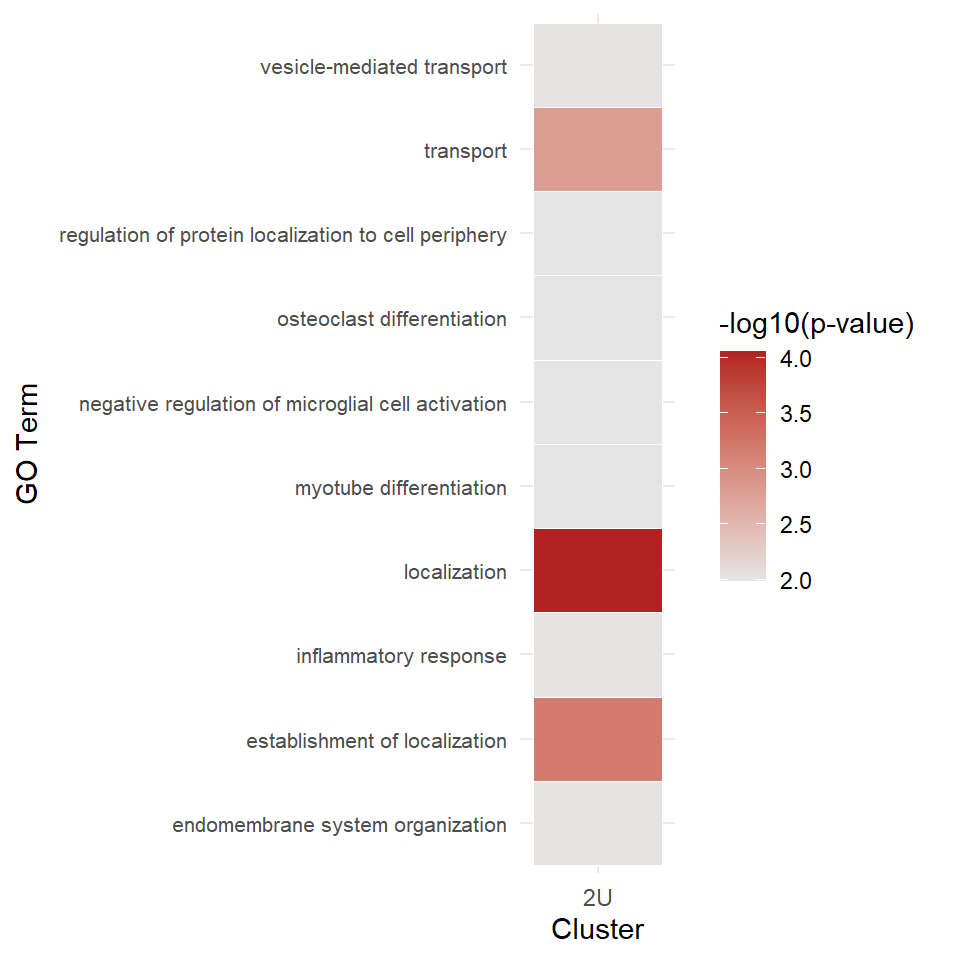 vesicle-mediated transport
transport
regulation of protein localization to cell periphery
osteoclast differentiation
negative regulation of microglial cell activation
myotube differentiation
localization
inflammatory response
establishment of localization
endomembrane system organization
GO Term
2U
Cluster
-log10(p-value)
4.0
3.5
3.0
2.5
2.0